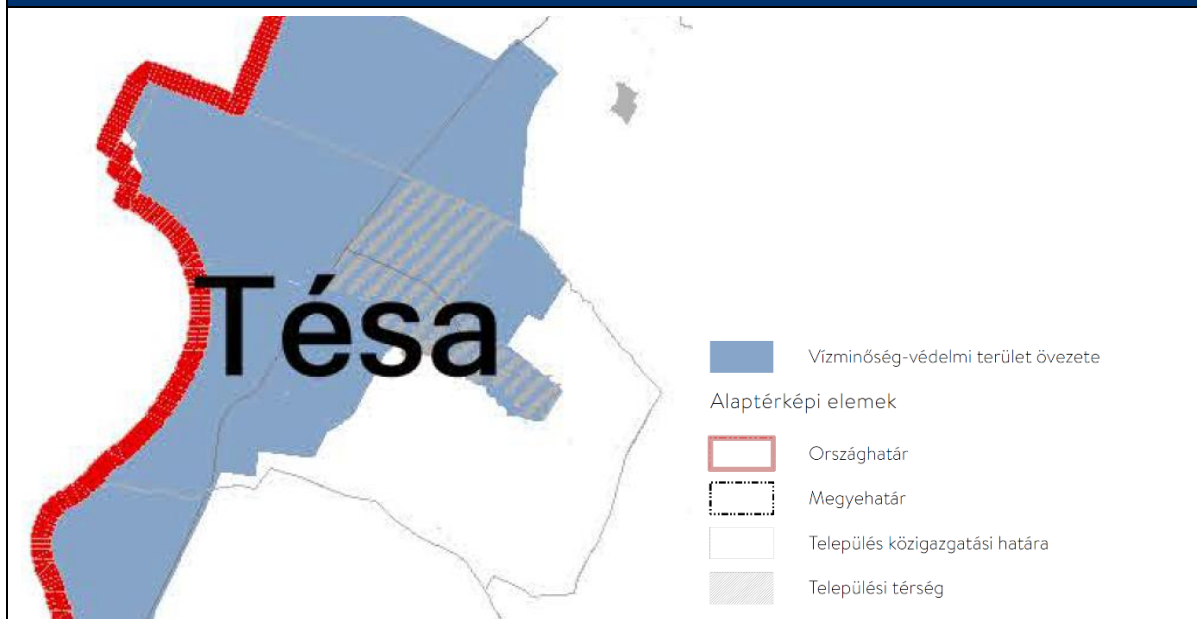 Tésa
Vízminőség-védelmi terület övezete
Alaptérképi elemek
Országhatár
Megyehatár
Település közigazgatási határa
Települési térség